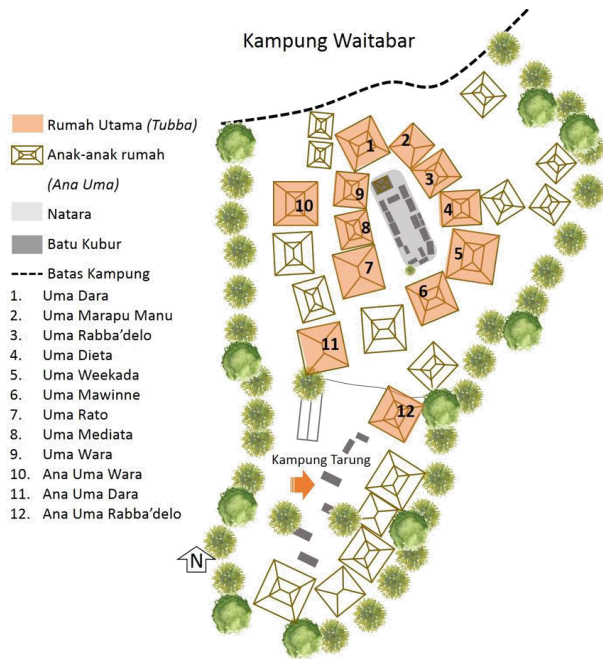 Kampung Waitabar
Rumah Utama (Tubba)
Anak-anak rumah
(Ana Uma)
Natara
Batu Kubur
Batas Kampung
1. Uma Dara
2. Uma Marapu Manu
3. Uma Rabba’delo
4. Uma Dieta
5. Uma Weekada
6. Uma Mawinne
7. Uma Rato
8. Uma Mediata
9. Uma Wara
10. Ana Uma Wara
11. Ana Uma Dara
12. Ana Uma Rabba’delo
1
2
3
9
10
4
8
5
7
6
11
12
Kampung Tarung
N